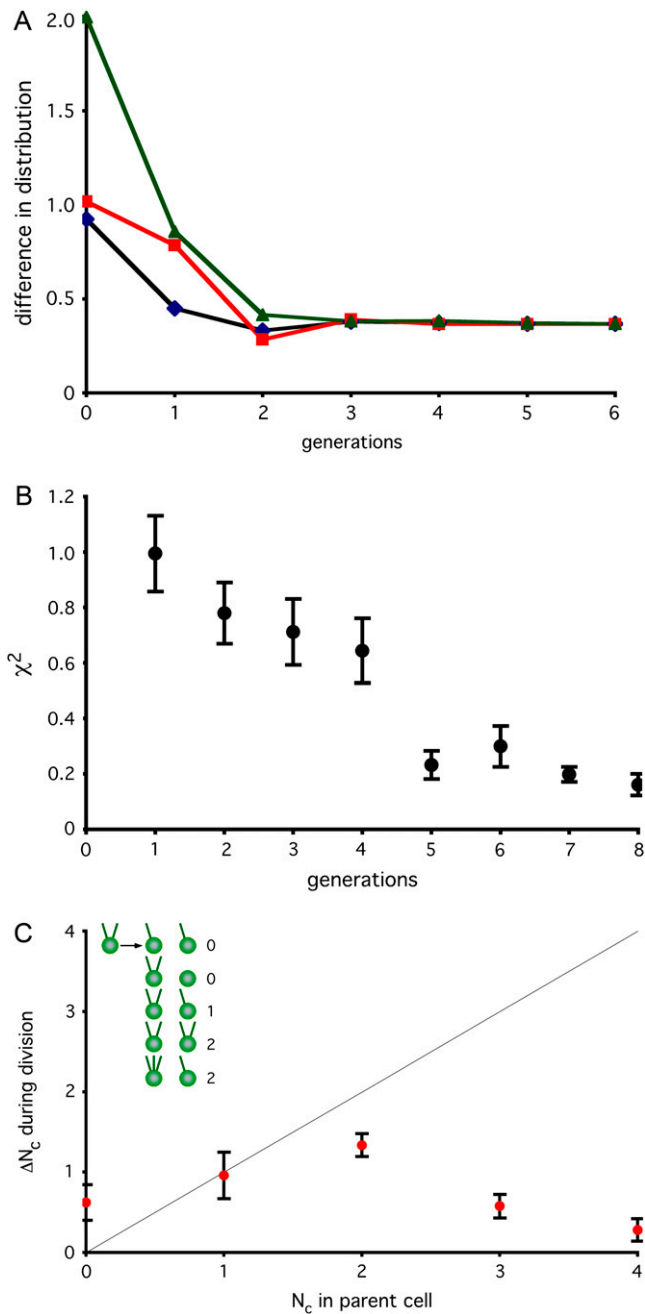 A
difference in distribution
2.0
1.5
1.0
0.5
0
0 1 2 3 4 5 6
generations
B
χ²
1.2
1.0
0.8
0.6
0.4
0.2
0
0 1 2 3 4 5 6 7 8
generations
C
ΔNc during division
4
3
2
1
0
0
0
1
2
2
0 1 2 3 4
Nc in parent cell